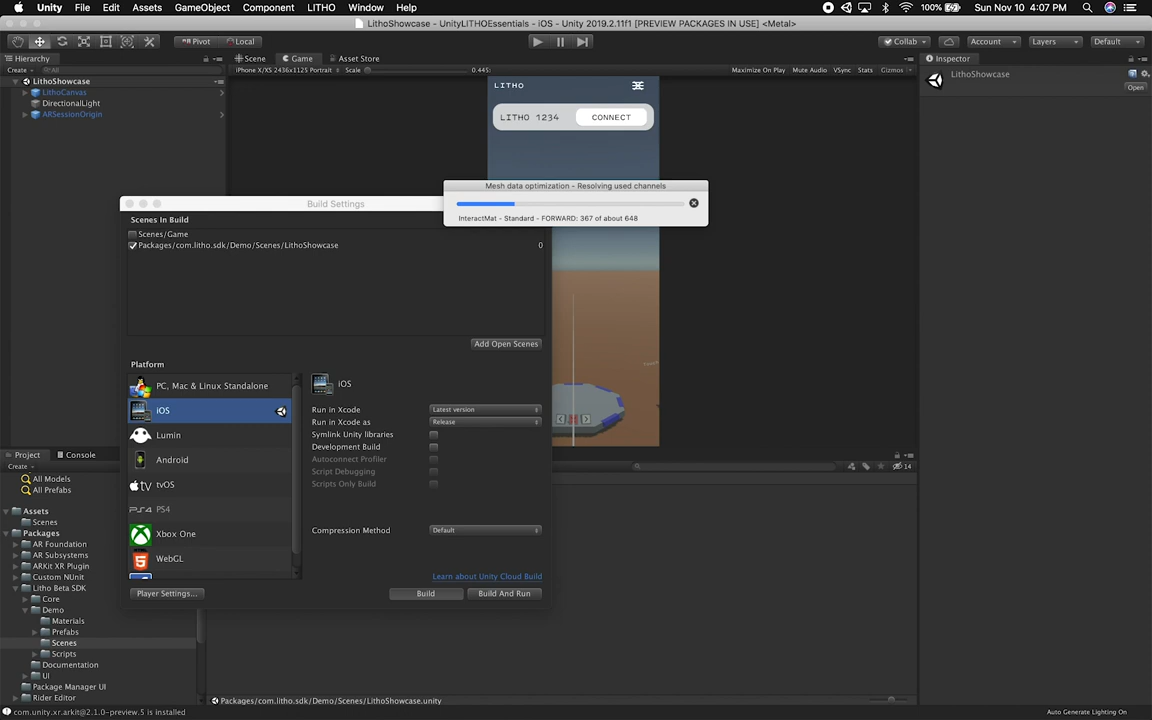 Unity File Edit Assets GameObject Component LITHO Window Help
100% Sun Nov 10 4:07 PM
LithoShowcase - UnityLITHOEssentials - iOS - Unity 2019.2.11f1 [PREVIEW PACKAGES IN USE] <Metal>
Pivot Local Collab Account Layers Default
Hierarchy Scene Game Asset Store Inspector
Create All iPhone X/XS 2436x1125 Portrait Scale 0.445 Maximize On Play Mute Audio VSync Stats Gizmos
LithoShowcase
LithoShowcase
Open
LithoCanvas
DirectionalLight
ARSessionOrigin
LITHO
LITHO 1234 CONNECT
Mesh data optimization - Resolving used channels
InteractMat - Standard - FORWARD: 367 of about 648
Build Settings
Scenes In Build
Scenes/Game
Packages/com.litho.sdk/Demo/Scenes/LithoShowcase 0
Add Open Scenes
Platform
PC, Mac & Linux Standalone
iOS
Lumin
Android
tv tvOS
PS4 PS4
Xbox One
WebGL
iOS
Run in Xcode Latest version
Run in Xcode as Release
Symlink Unity libraries
Development Build
Autoconnect Profiler
Script Debugging
Scripts Only Build
Compression Method Default
Learn about Unity Cloud Build
Player Settings... Build Build And Run
Project Console
Create 14
All Models
All Prefabs
Assets
Scenes
Packages
AR Foundation
AR Subsystems
ARKit XR Plugin
Custom NUnit
Litho Beta SDK
Core
Demo
Materials
Prefabs
Scenes
Scripts
Documentation
UI
Package Manager UI
Rider Editor
Packages/com.litho.sdk/Demo/Scenes/LithoShowcase.unity
com.unity.xr.arkit@2.1.0-preview.5 is installed
Auto Generate Lighting On